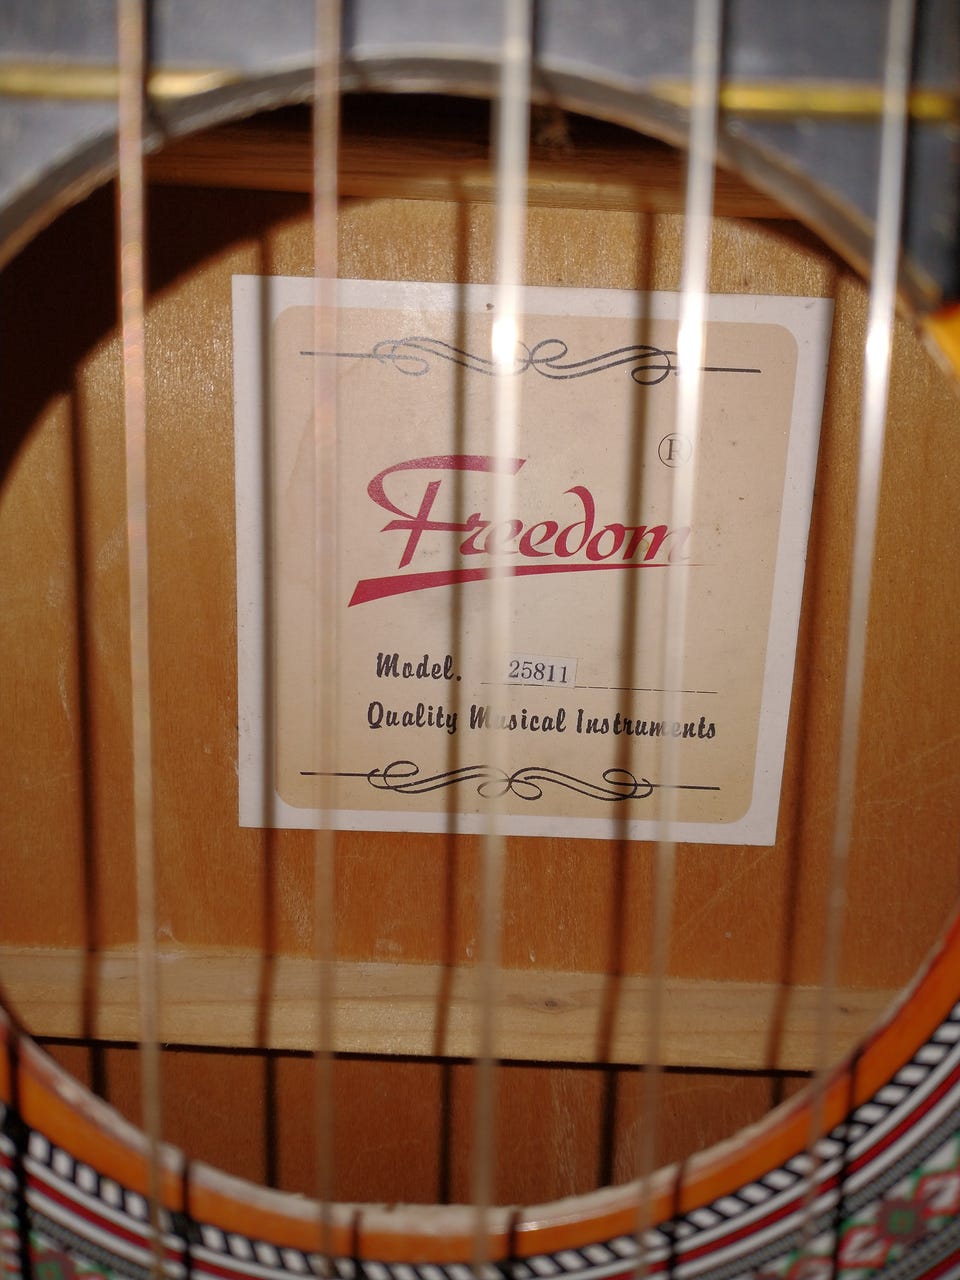 ®
Freedom
Model. 25811
Quality Musical Instruments